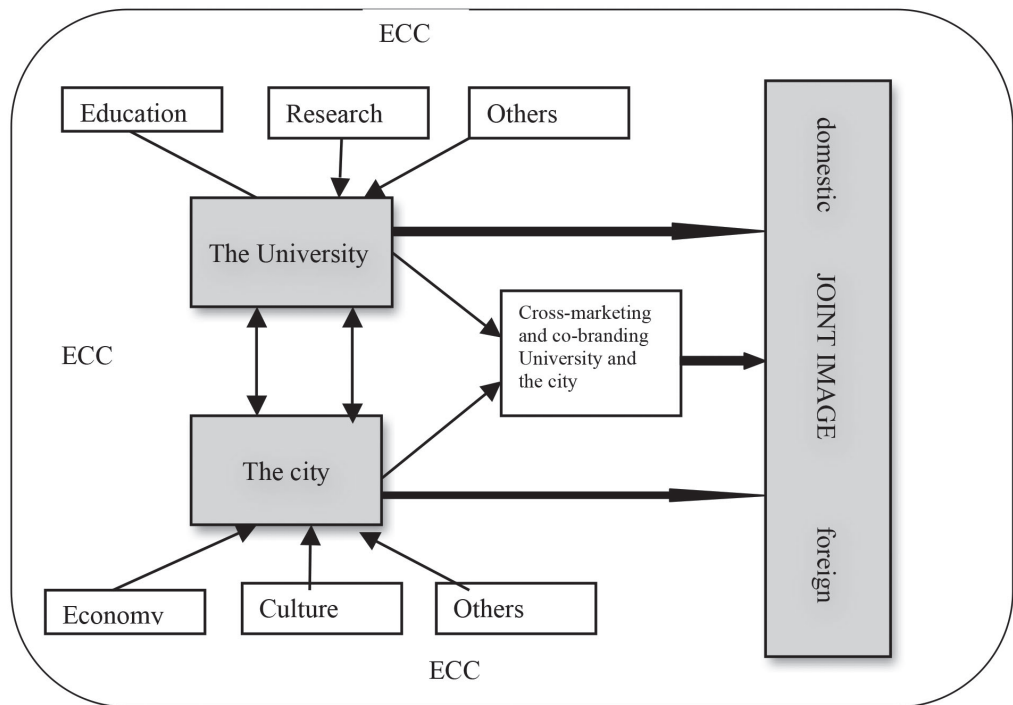 ECC
Education
Research
Others
domestic
The University
JOINT IMAGE
Cross-marketing
and co-branding
University and
the city
ECC
The city
foreign
Economy
Culture
Others
ECC